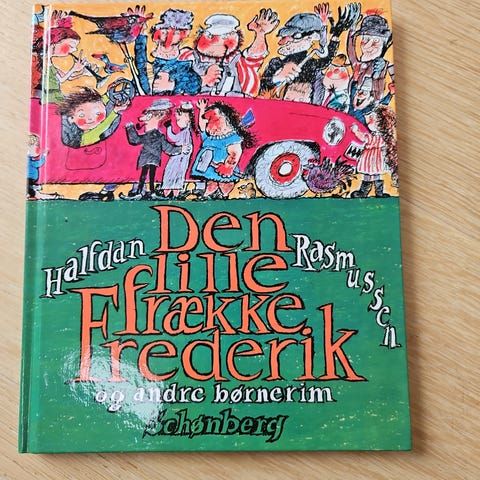 Halfdan
Den
lille
frække
Frederik
Rasmussen
og andre børnerim
Schønberg